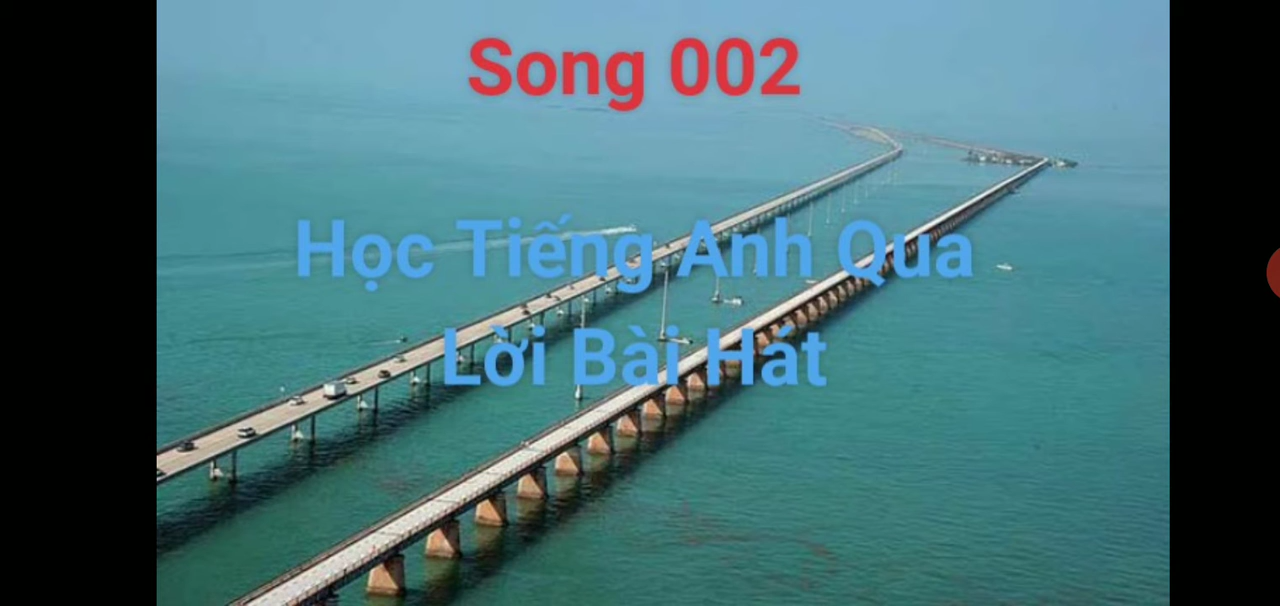 Song 002
Học Tiếng Anh Qua
Lời Bài Hát